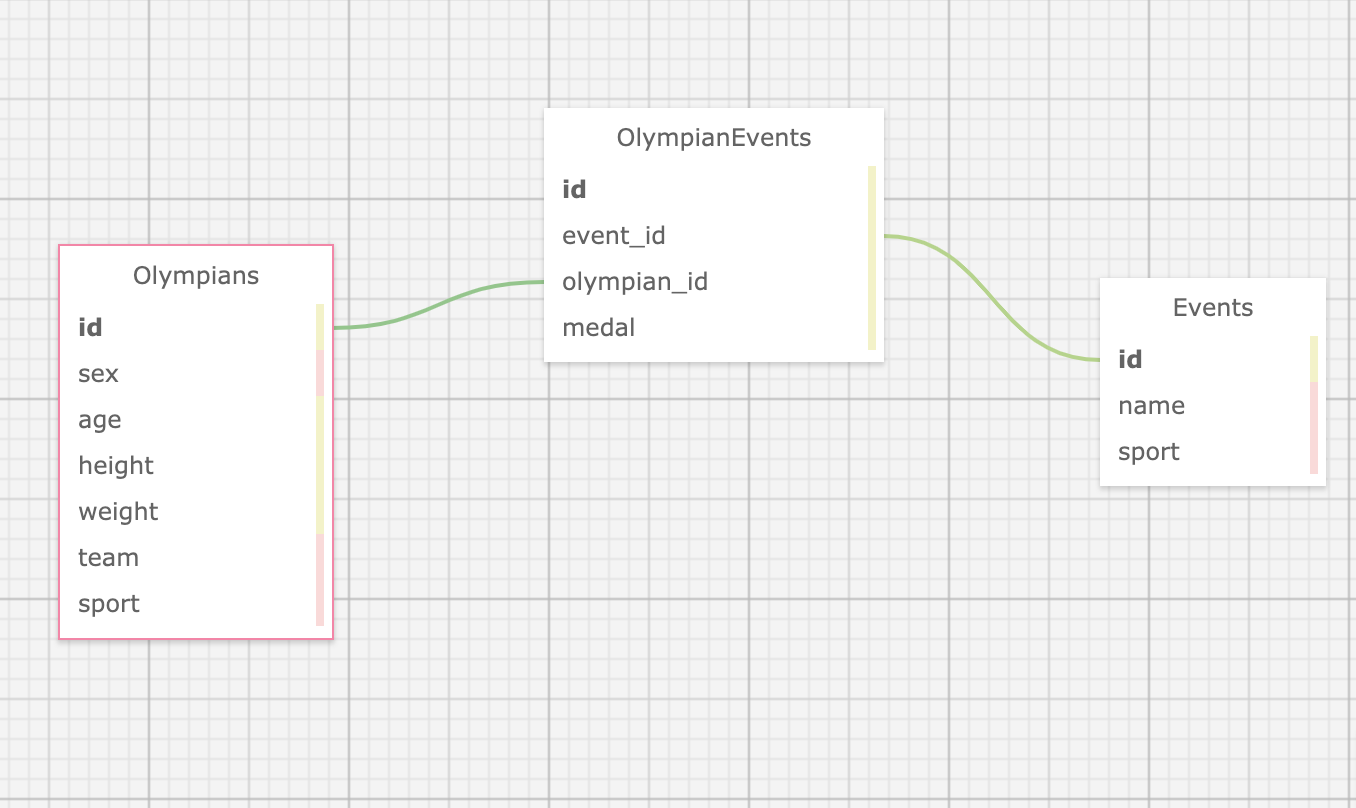 Olympians
id
sex
age
height
weight
team
sport
OlympianEvents
id
event_id
olympian_id
medal
Events
id
name
sport